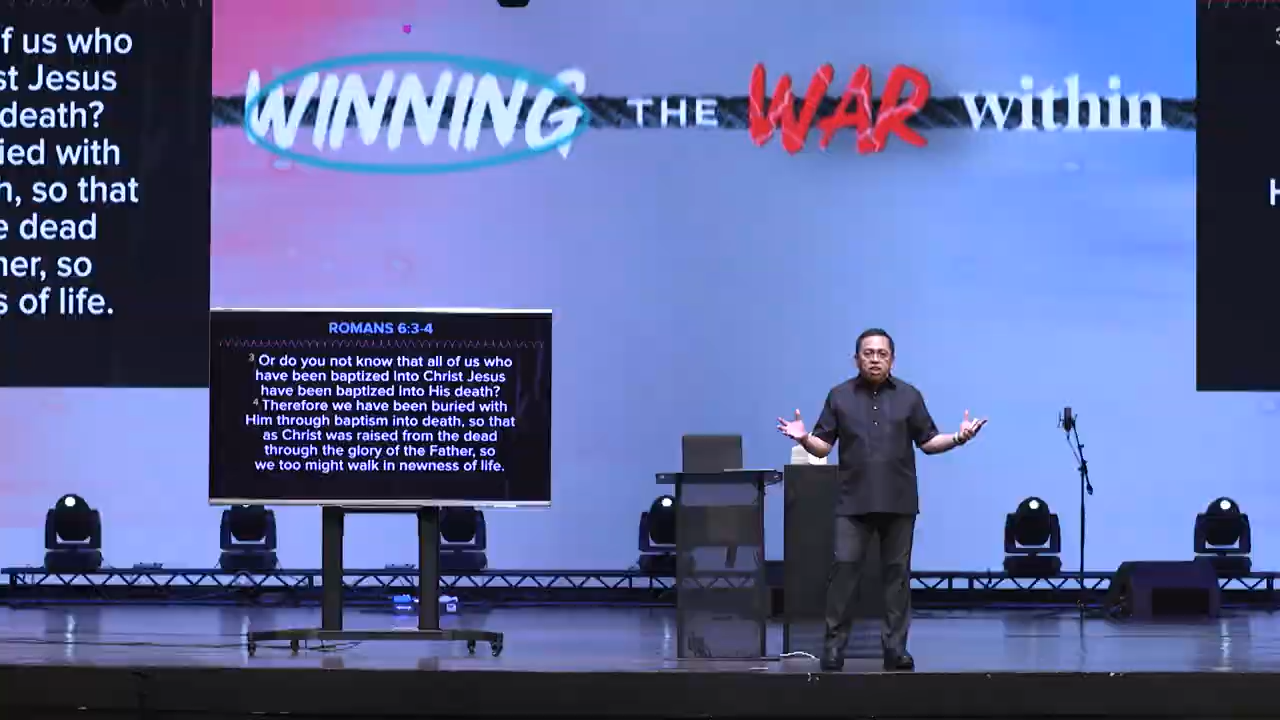 WINNING THE WAR within
f us who
st Jesus
death?
ied with
h, so that
e dead
her, so
s of life.
ROMANS 6:3-4
3 Or do you not know that all of us who
have been baptized into Christ Jesus
have been baptized into His death?
4 Therefore we have been buried with
Him through baptism into death, so that
as Christ was raised from the dead
through the glory of the Father, so
we too might walk in newness of life.
H